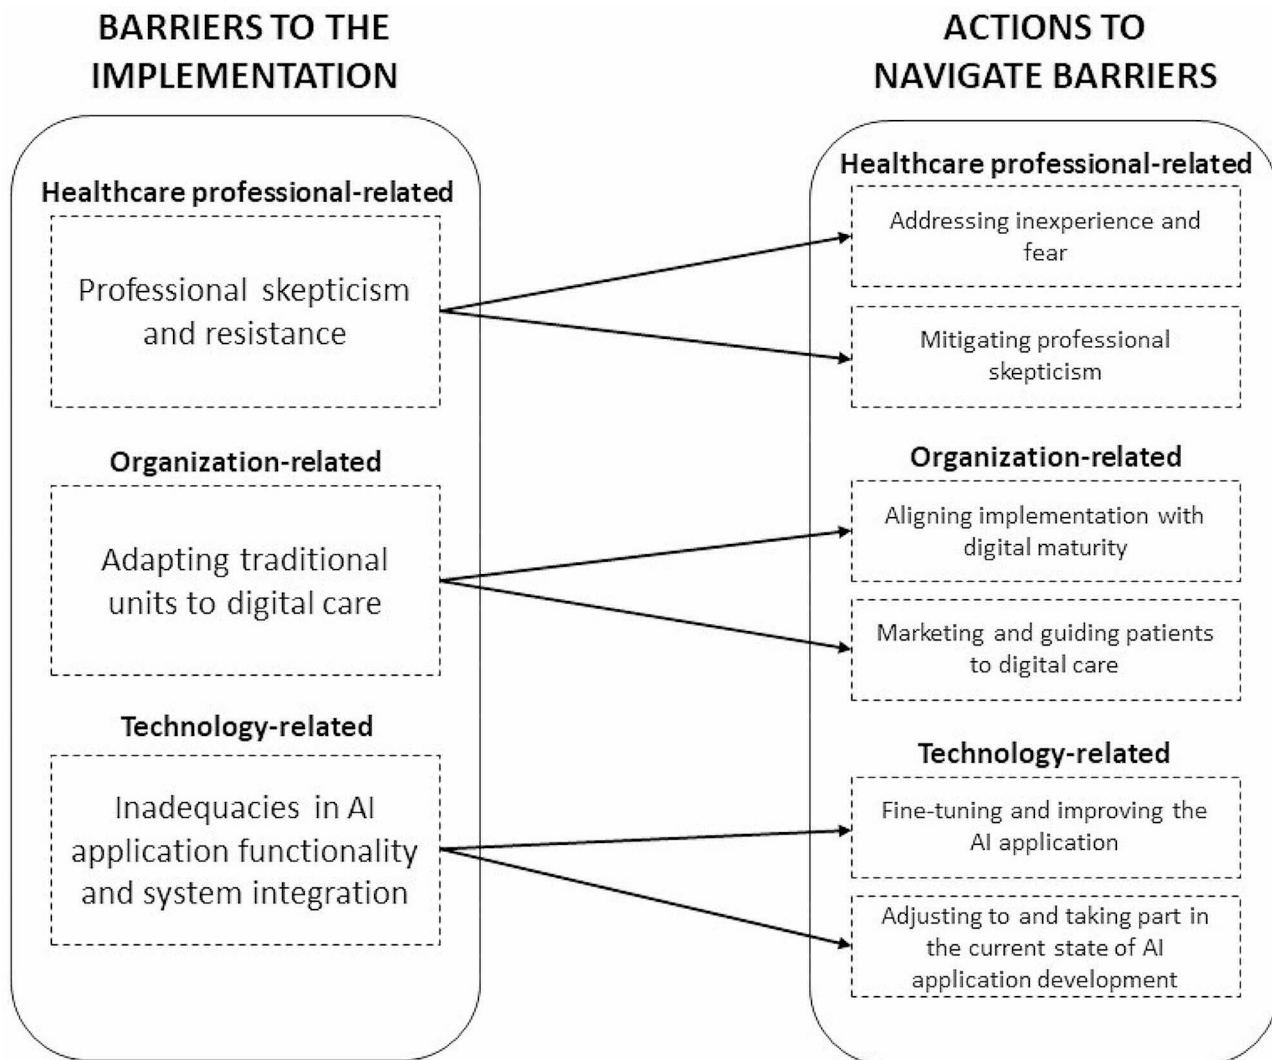 BARRIERS TO THE
IMPLEMENTATION
Healthcare professional-related
Professional skepticism
and resistance
Organization-related
Adapting traditional
units to digital care
Technology-related
Inadequacies in AI
application functionality
and system integration
ACTIONS TO
NAVIGATE BARRIERS
Healthcare professional-related
Addressing inexperience and
fear
Mitigating professional
skepticism
Organization-related
Aligning implementation with
digital maturity
Marketing and guiding patients
to digital care
Technology-related
Fine-tuning and improving the
AI application
Adjusting to and taking part in
the current state of AI
application development